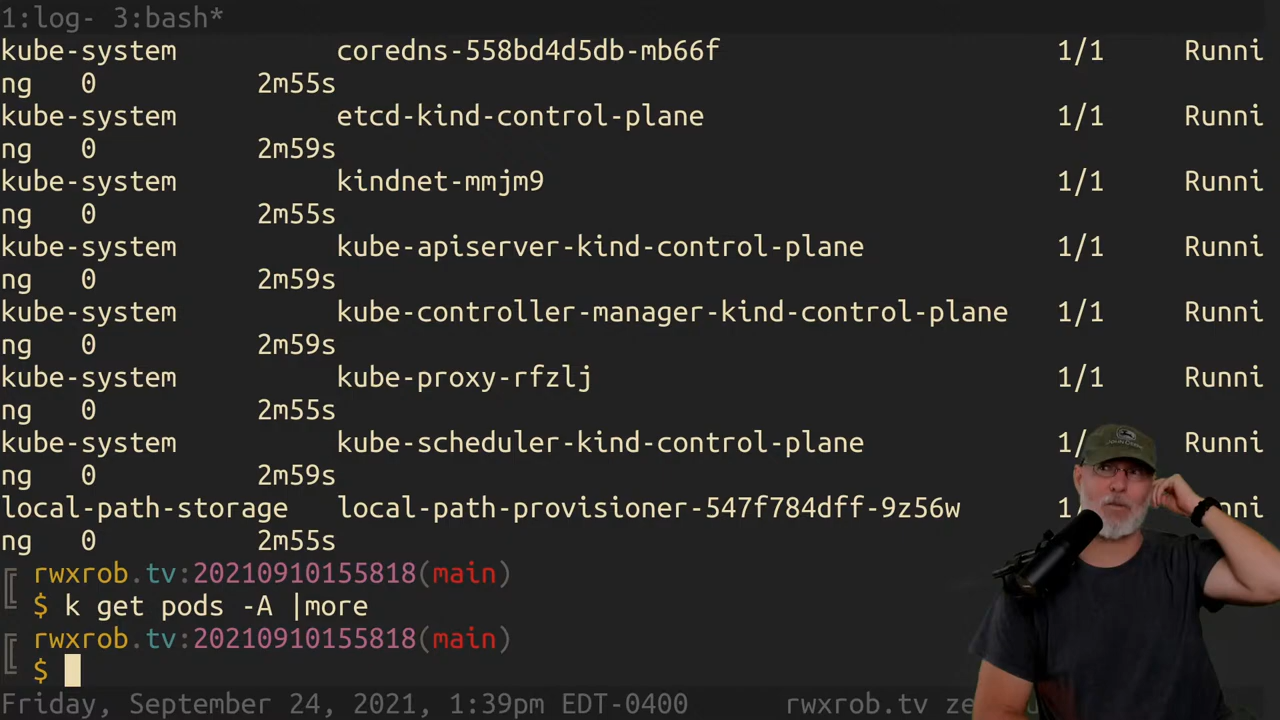 1:log- 3:bash*
kube-system coredns-558bd4d5db-mb66f 1/1 Runni
ng 0 2m55s
kube-system etcd-kind-control-plane 1/1 Runni
ng 0 2m59s
kube-system kindnet-mmjm9 1/1 Runni
ng 0 2m55s
kube-system kube-apiserver-kind-control-plane 1/1 Runni
ng 0 2m59s
kube-system kube-controller-manager-kind-control-plane 1/1 Runni
ng 0 2m59s
kube-system kube-proxy-rfzlj 1/1 Runni
ng 0 2m55s
kube-system kube-scheduler-kind-control-plane 1/ Runni
ng 0 2m59s
local-path-storage local-path-provisioner-547f784dff-9z56w 1/ nni
ng 0 2m55s
rwxrob.tv:20210910155818(main)
$ k get pods -A |more
rwxrob.tv:20210910155818(main)
$
Friday, September 24, 2021, 1:39pm EDT-0400 rwxrob.tv